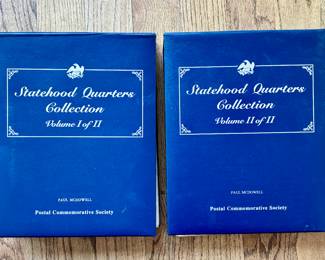 Statehood Quarters
Collection
Volume I of II
PAUL MCDOWELL
Postal Commemorative Society
Statehood Quarters
Collection
Volume II of II
PAUL MCDOWELL
Postal Commemorative Society